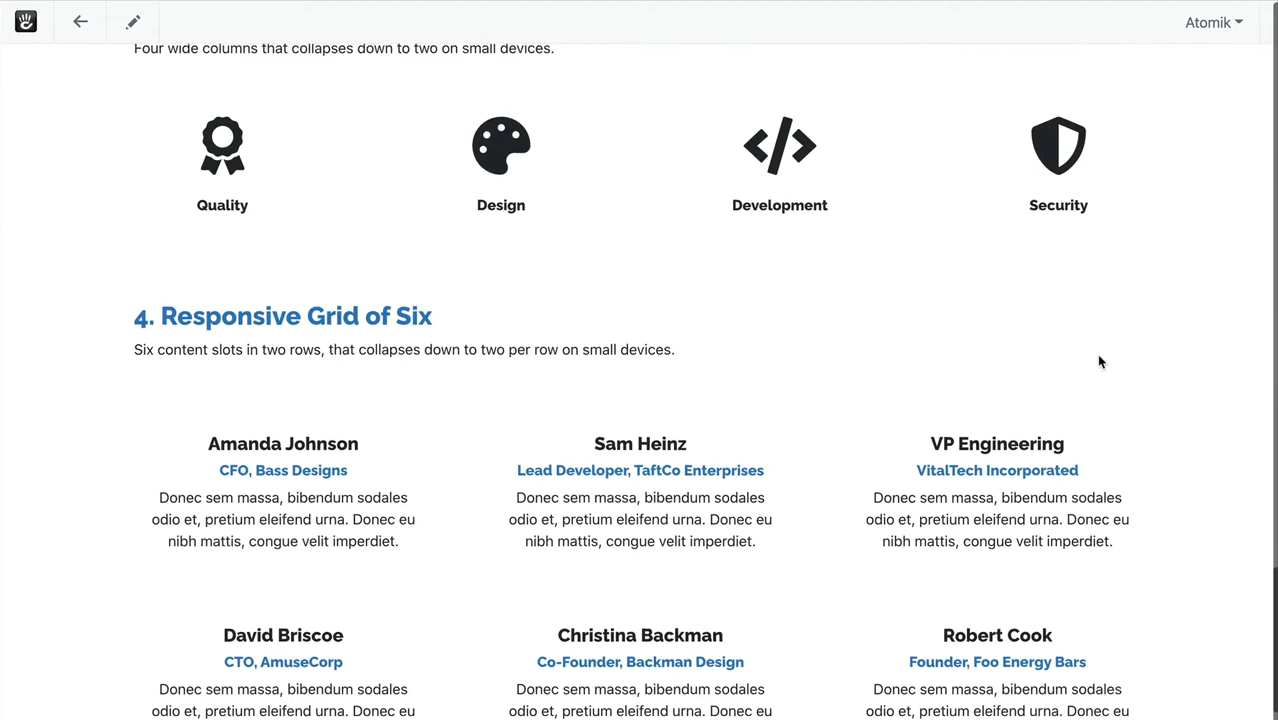 Atomik
Four wide columns that collapses down to two on small devices.
Quality Design Development Security
4. Responsive Grid of Six
Six content slots in two rows, that collapses down to two per row on small devices.
Amanda Johnson Sam Heinz VP Engineering
CFO, Bass Designs Lead Developer, TaftCo Enterprises VitalTech Incorporated
Donec sem massa, bibendum sodales Donec sem massa, bibendum sodales Donec sem massa, bibendum sodales
odio et, pretium eleifend urna. Donec eu odio et, pretium eleifend urna. Donec eu odio et, pretium eleifend urna. Donec eu
nibh mattis, congue velit imperdiet. nibh mattis, congue velit imperdiet. nibh mattis, congue velit imperdiet.
David Briscoe Christina Backman Robert Cook
CTO, AmuseCorp Co-Founder, Backman Design Founder, Foo Energy Bars
Donec sem massa, bibendum sodales Donec sem massa, bibendum sodales Donec sem massa, bibendum sodales
odio et, pretium eleifend urna. Donec eu odio et, pretium eleifend urna. Donec eu odio et, pretium eleifend urna. Donec eu